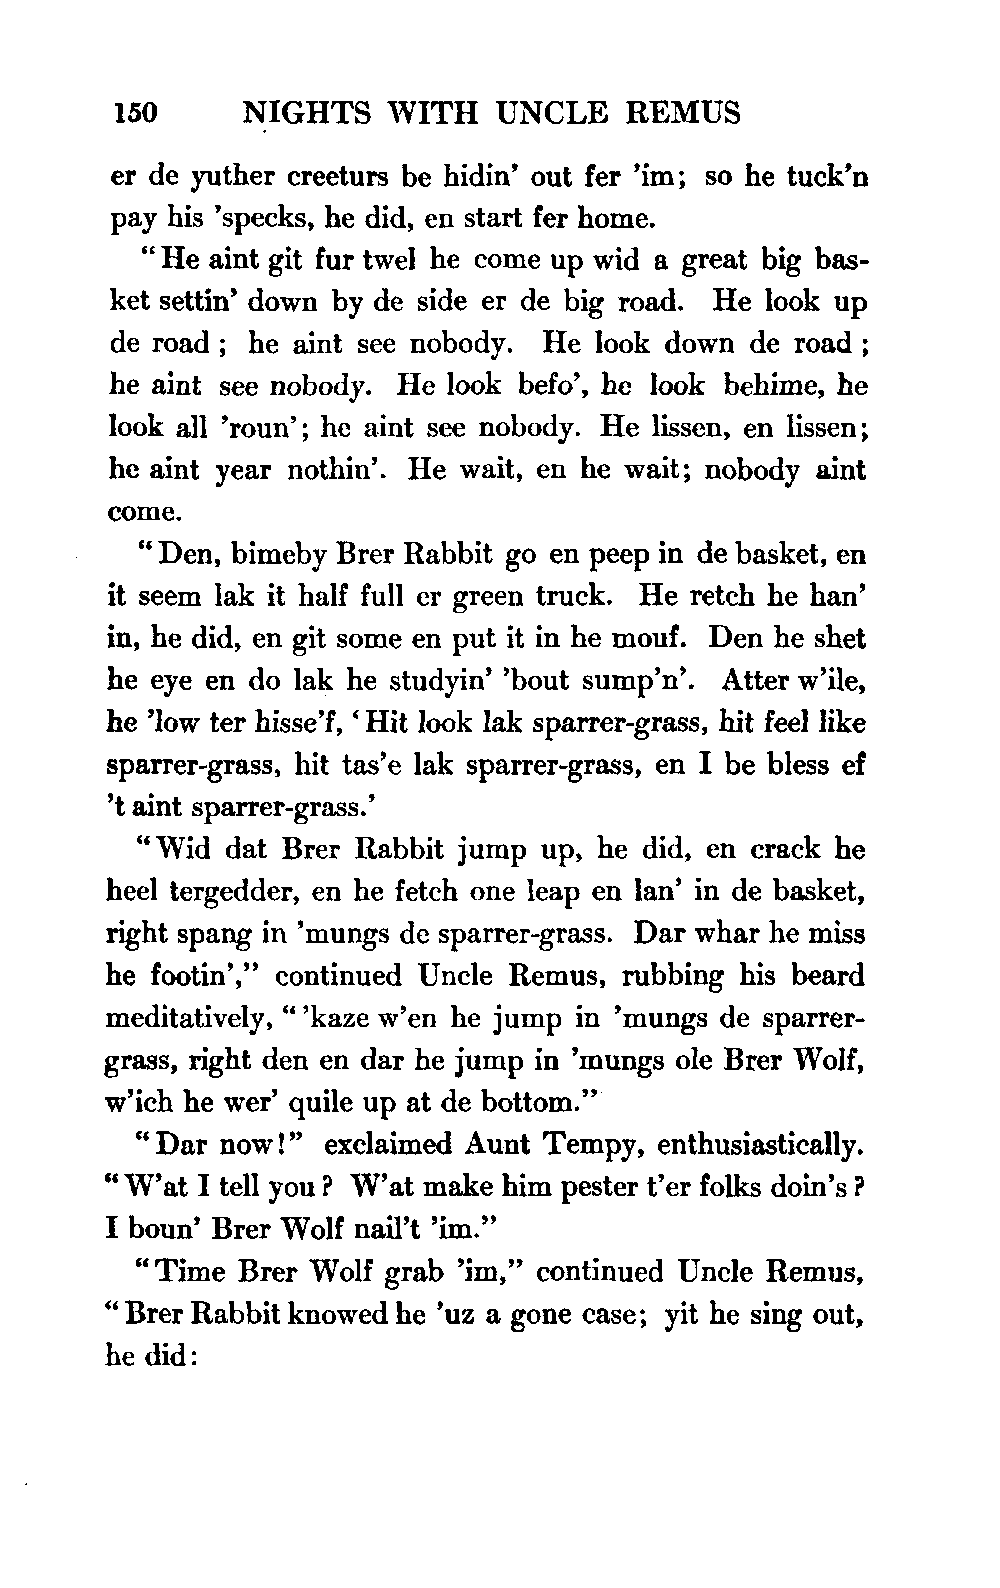 150 NIGHTS WITH UNCLE REMUS
er de yuther creeturs be hidin' out fer 'im; so he tuck'n
pay his 'specks, he did, en start fer home.
"He aint git fur twel he come up wid a great big bas-
ket settin' down by de side er de big road. He look up
de road; he aint see nobody. He look down de road;
he aint see nobody. He look befo', he look behime, he
look all 'roun'; he aint see nobody. He lissen, en lissen;
he aint year nothin'. He wait, en he wait; nobody aint
come.
"Den, bimeby Brer Rabbit go en peep in de basket, en
it seem lak it half full er green truck. He retch he han'
in, he did, en git some en put it in he mouf. Den he shet
he eye en do lak he studyin' 'bout sump'n'. Atter w'ile,
he 'low ter hisse'f, 'Hit look lak sparrer-grass, hit feel like
sparrer-grass, hit tas'e lak sparrer-grass, en I be bless ef
't aint sparrer-grass.'
"Wid dat Brer Rabbit jump up, he did, en crack he
heel tergedder, en he fetch one leap en lan' in de basket,
right spang in 'mungs de sparrer-grass. Dar whar he miss
he footin'," continued Uncle Remus, rubbing his beard
meditatively, "'kaze w'en he jump in 'mungs de sparrer-
grass, right den en dar he jump in 'mungs ole Brer Wolf,
w'ich he wer' quile up at de bottom."
"Dar now!" exclaimed Aunt Tempy, enthusiastically.
"W'at I tell you? W'at make him pester t'er folks doin's?
I boun' Brer Wolf nail't 'im."
"Time Brer Wolf grab 'im," continued Uncle Remus,
"Brer Rabbit knowed he 'uz a gone case; yit he sing out,
he did: